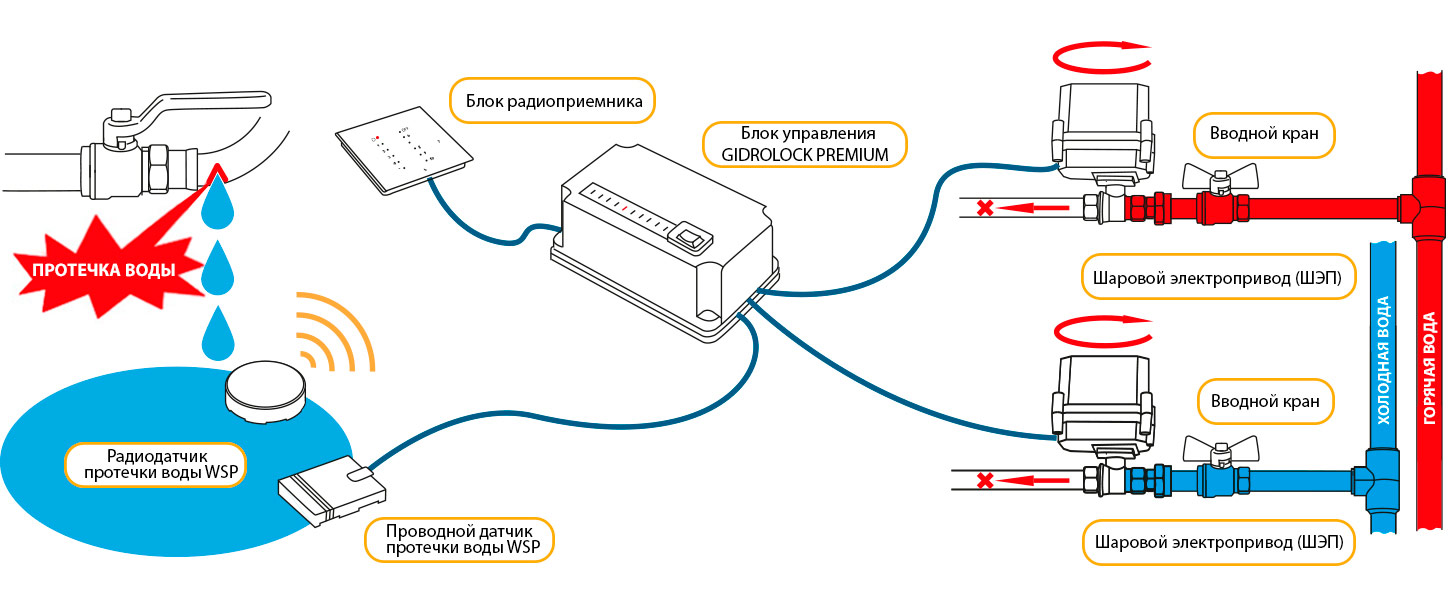 Блок радиоприемника
Блок управления
GIDROLOCK PREMIUM
Вводной кран
ПРОТЕЧКА ВОДЫ
Шаровой электропривод (ШЭП)
ХОЛОДНАЯ ВОДА
ГОРЯЧАЯ ВОДА
Вводной кран
Радиодатчик
протечки воды WSP
Проводной датчик
протечки воды WSP
Шаровой электропривод (ШЭП)